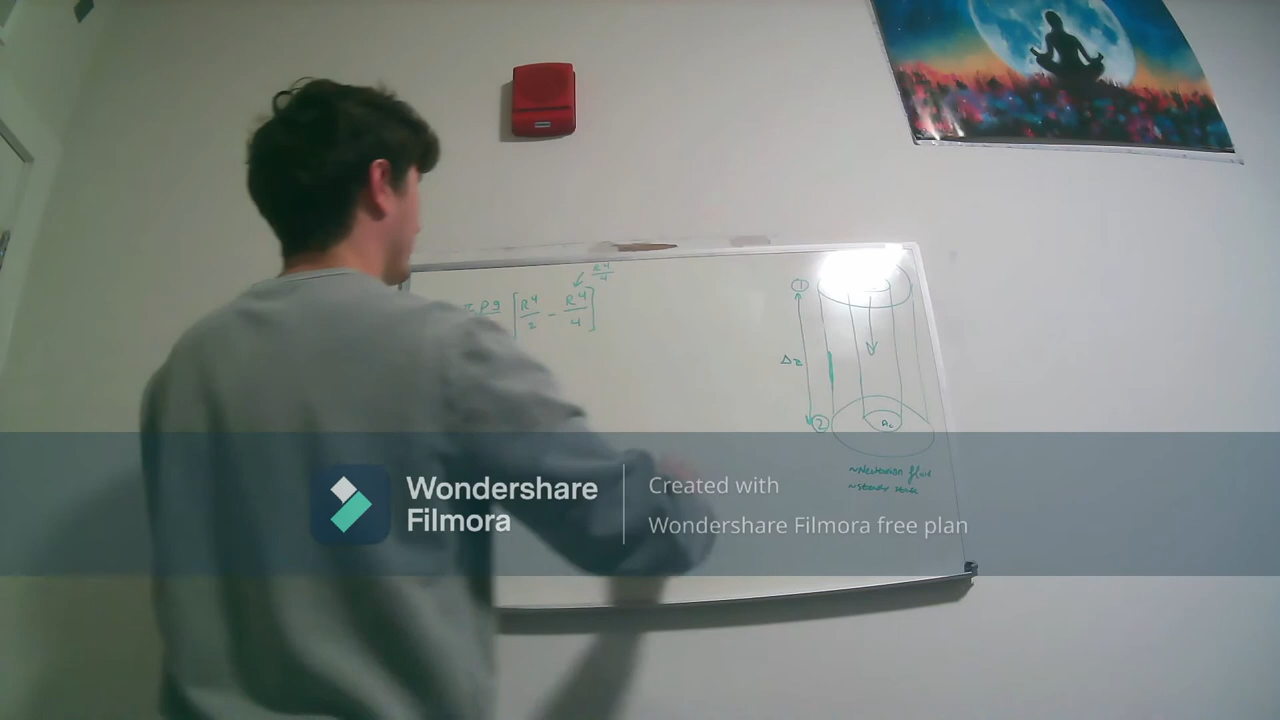 R⁴/4
πρg [R⁴/2 - R⁴/4]
①
Δz
②
~Newtonian fluid
~Steady state
Wondershare
Filmora
Created with
Wondershare Filmora free plan